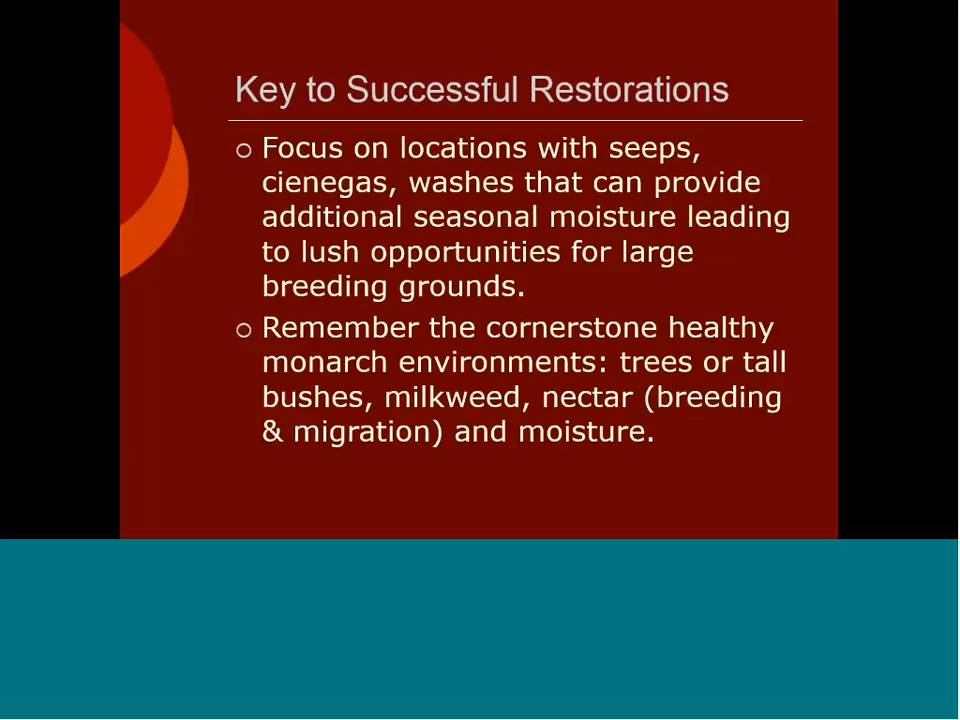 Key to Successful Restorations
Focus on locations with seeps,
cienegas, washes that can provide
additional seasonal moisture leading
to lush opportunities for large
breeding grounds.
Remember the cornerstone healthy
monarch environments: trees or tall
bushes, milkweed, nectar (breeding
& migration) and moisture.